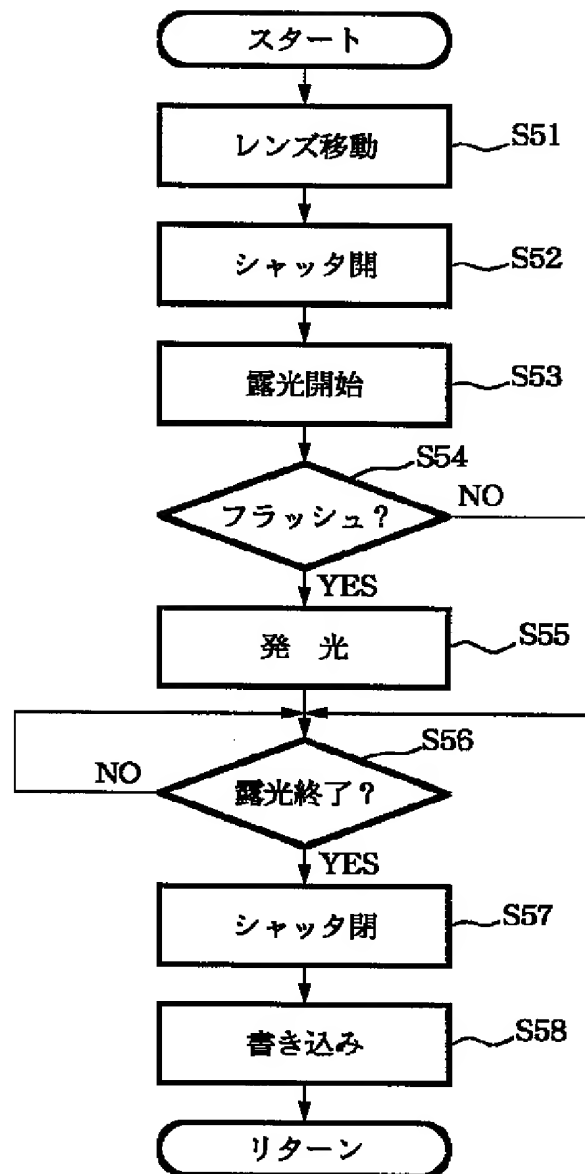 スタート
レンズ移動
S51
シャッタ開
S52
露光開始
S53
S54
フラッシュ?
NO
YES
発 光
S55
S56
NO
露光終了?
YES
シャッタ閉
S57
書き込み
S58
リターン